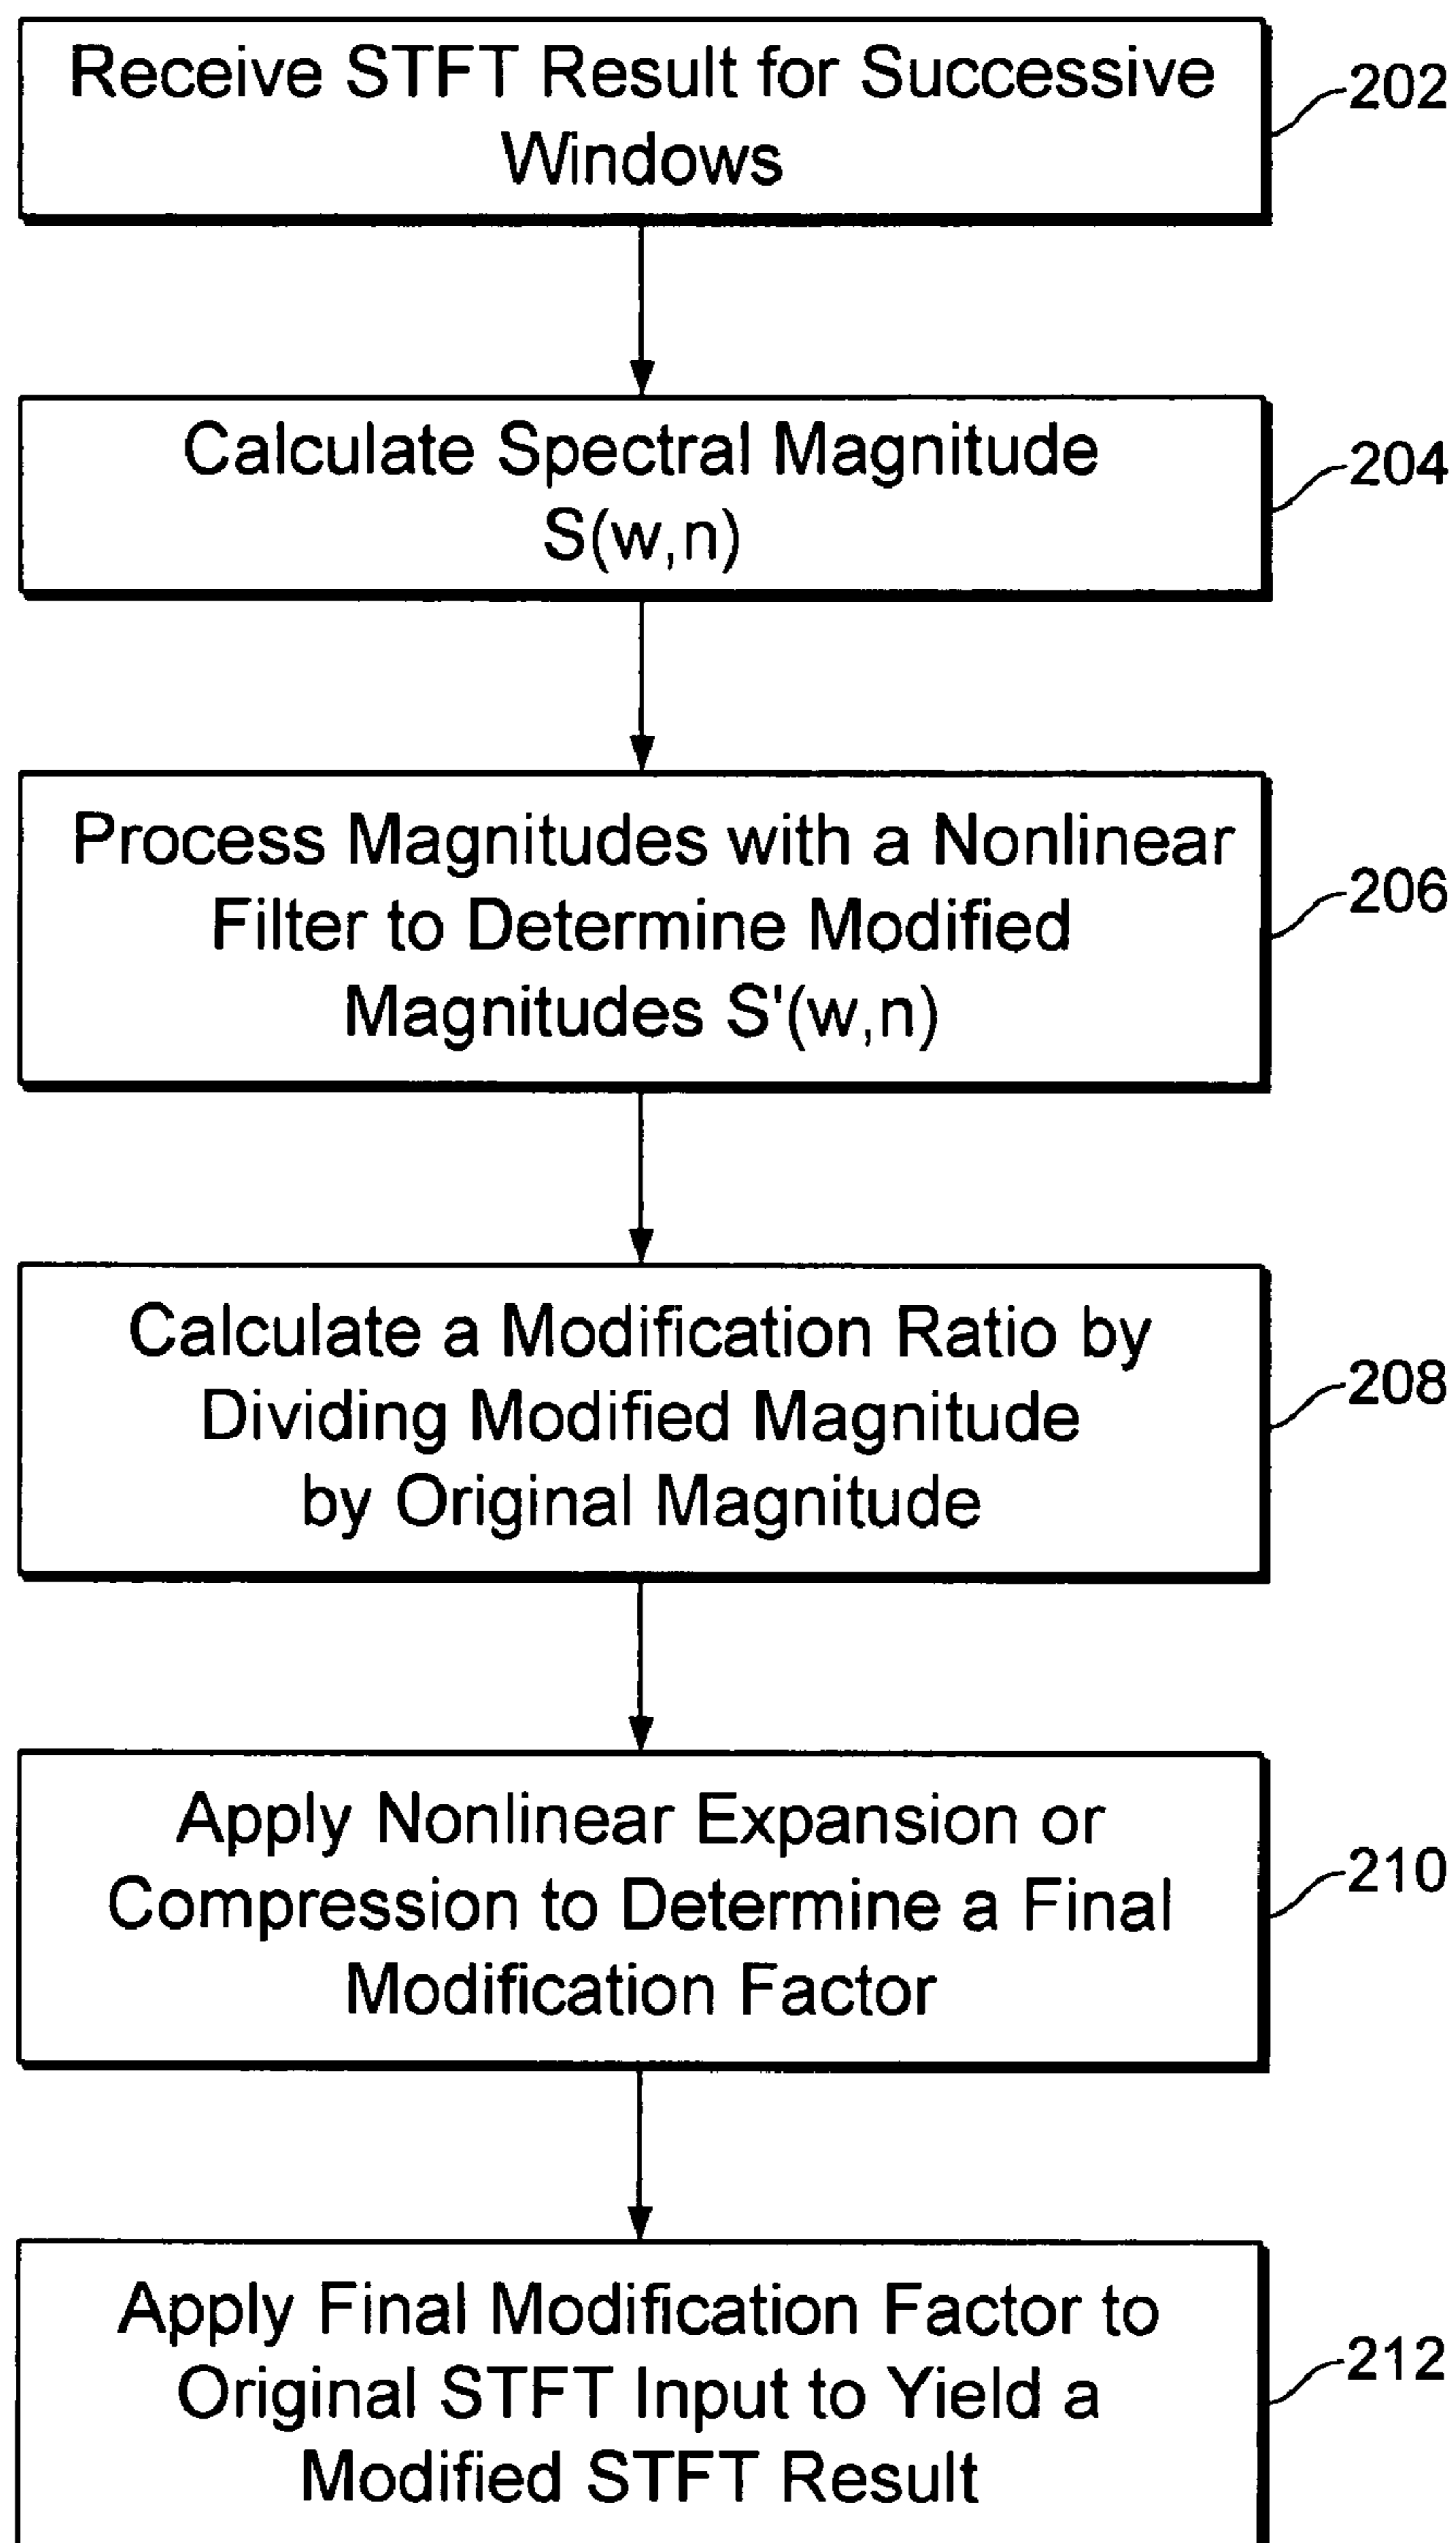 Receive STFT Result for Successive
Windows
202
Calculate Spectral Magnitude
S(w,n)
204
Process Magnitudes with a Nonlinear
Filter to Determine Modified
Magnitudes S'(w,n)
206
Calculate a Modification Ratio by
Dividing Modified Magnitude
by Original Magnitude
208
Apply Nonlinear Expansion or
Compression to Determine a Final
Modification Factor
210
Apply Final Modification Factor to
Original STFT Input to Yield a
Modified STFT Result
212